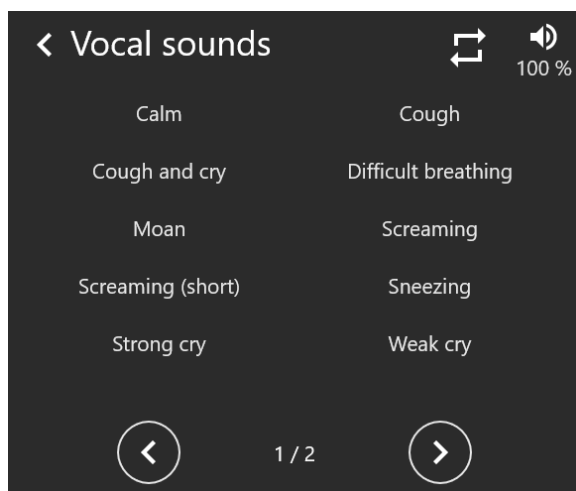 Vocal sounds
100 %
Calm
Cough
Cough and cry
Difficult breathing
Moan
Screaming
Screaming (short)
Sneezing
Strong cry
Weak cry
1 / 2